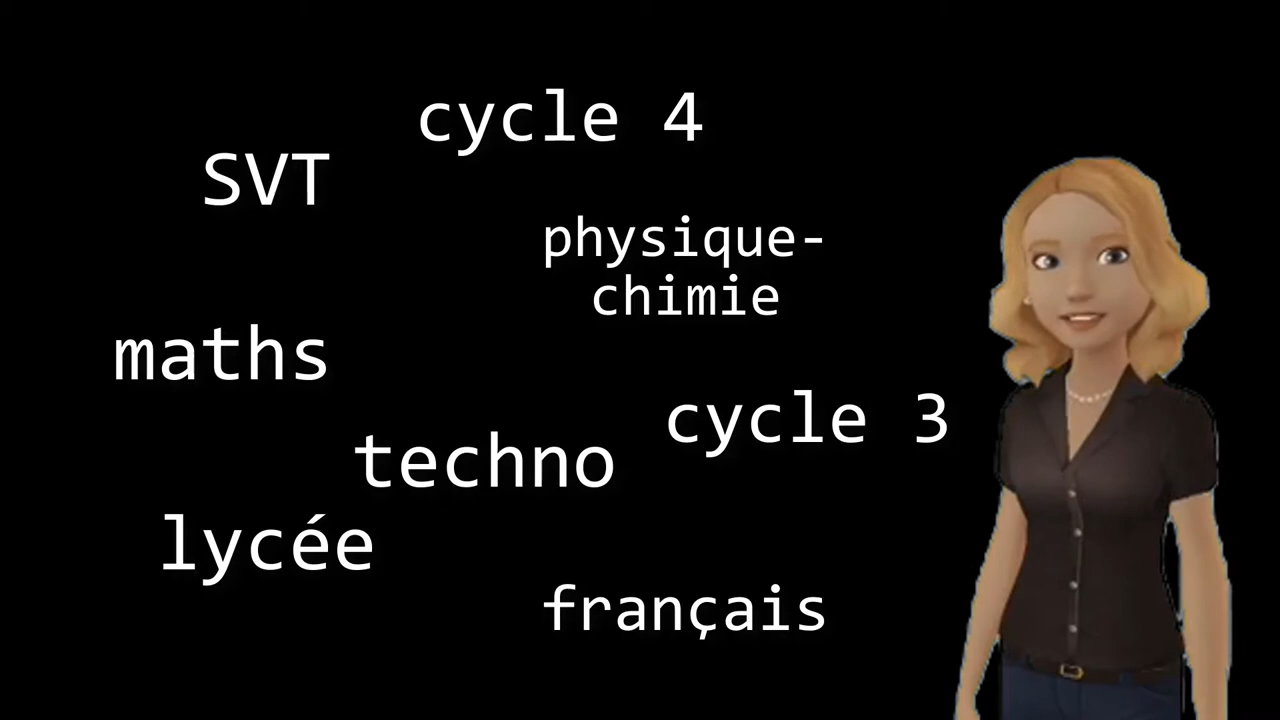 cycle 4
SVT
physique-
chimie
maths
cycle 3
techno
lycée
français